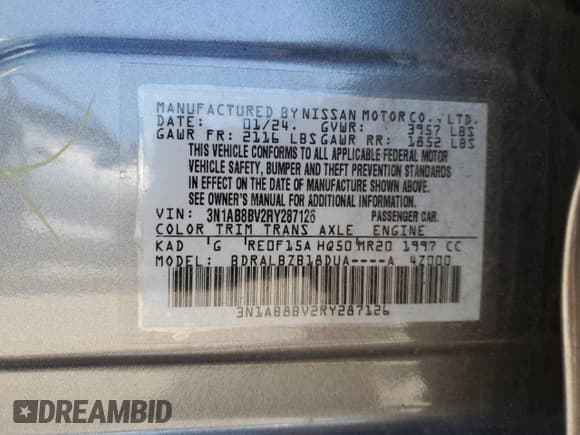 MANUFACTURED BY NISSAN MOTOR CO., LTD.
DATE: 01/24. GVWR: 3957 LBS
GAWR FR: 2116 LBS GAWR RR: 1852 LBS
THIS VEHICLE CONFORMS TO ALL APPLICABLE FEDERAL MOTOR
VEHICLE SAFETY, BUMPER AND THEFT PREVENTION STANDARDS
IN EFFECT ON THE DATE OF MANUFACTURE SHOWN ABOVE.
SEE OWNER'S MANUAL FOR ADDITIONAL INFORMATION
VIN: 3N1AB8BV2RY287126 PASSENGER CAR.
COLOR TRIM TRANS AXLE ENGINE
KAD 'G 'RE0F15A HQ50'MR20 1997 CC
MODEL: BDRALBZB18DUA----A 4Z000
3N1AB8BV2RY287126
DREAMBID